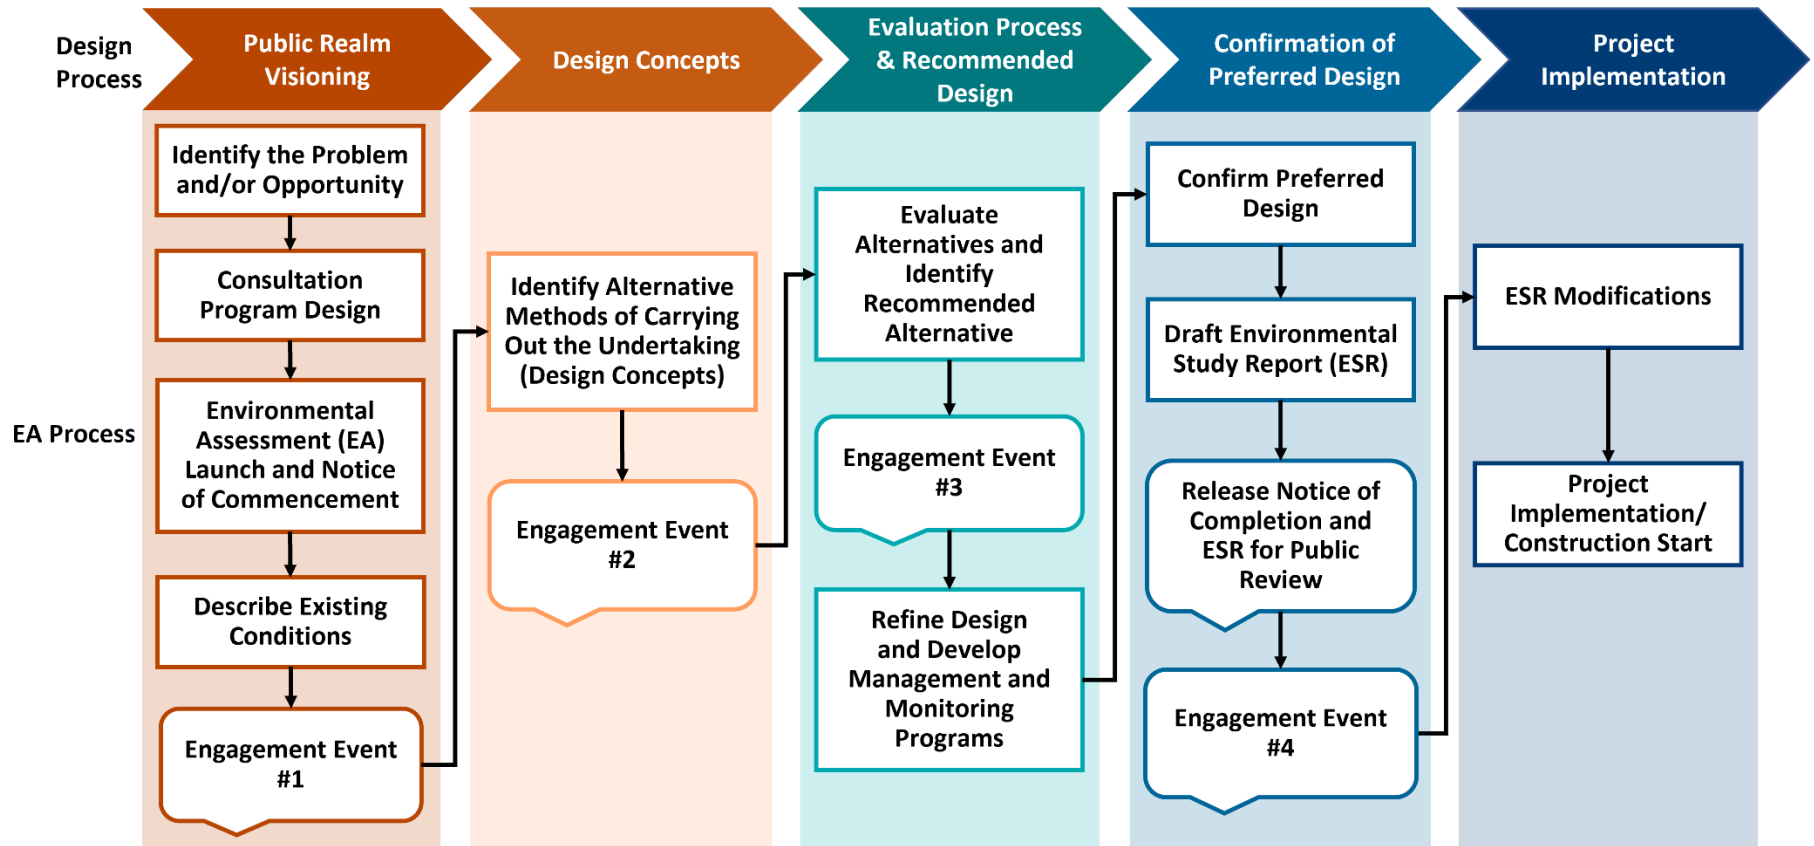 Design
Process
Public Realm
Visioning
Design Concepts
Evaluation Process
& Recommended
Design
Confirmation of
Preferred Design
Project
Implementation
EA Process
Identify the Problem
and/or Opportunity
Consultation
Program Design
Environmental
Assessment (EA)
Launch and Notice
of Commencement
Describe Existing
Conditions
Engagement Event
#1
Identify Alternative
Methods of Carrying
Out the Undertaking
(Design Concepts)
Engagement Event
#2
Evaluate
Alternatives and
Identify
Recommended
Alternative
Engagement Event
#3
Refine Design
and Develop
Management and
Monitoring
Programs
Confirm Preferred
Design
Draft Environmental
Study Report (ESR)
Release Notice of
Completion and
ESR for Public
Review
Engagement Event
#4
ESR Modifications
Project
Implementation/
Construction Start